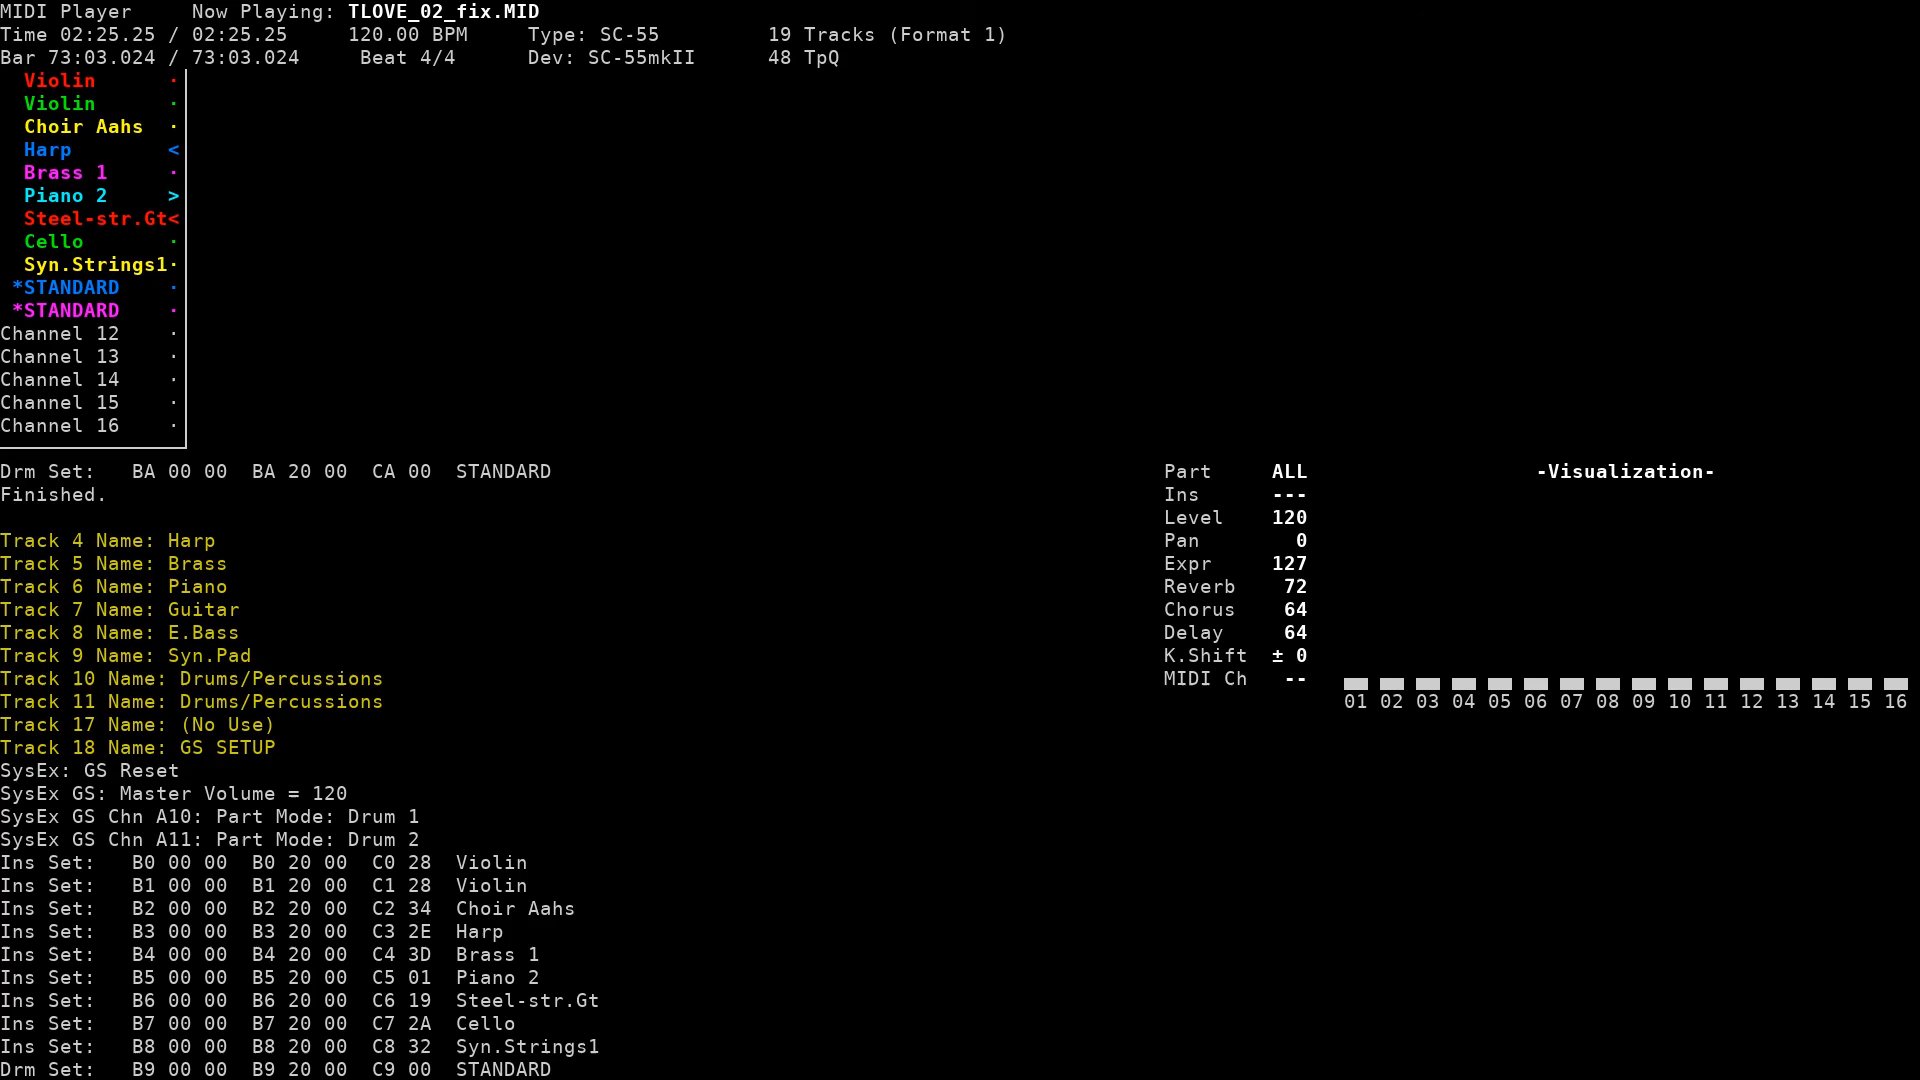 MIDI Player     Now Playing: TLOVE_02_fix.MID
Time 02:25.25 / 02:25.25     120.00 BPM     Type: SC-55         19 Tracks (Format 1)
Bar 73:03.024 / 73:03.024     Beat 4/4      Dev: SC-55mkII      48 TpQ
Violin ·
Violin ·
Choir Aahs ·
Harp <
Brass 1 ·
Piano 2 >
Steel-str.Gt<
Cello ·
Syn.Strings1·
*STANDARD ·
*STANDARD ·
Channel 12 ·
Channel 13 ·
Channel 14 ·
Channel 15 ·
Channel 16 ·
Drm Set:   BA 00 00  BA 20 00  CA 00  STANDARD
Finished.
Track 4 Name: Harp
Track 5 Name: Brass
Track 6 Name: Piano
Track 7 Name: Guitar
Track 8 Name: E.Bass
Track 9 Name: Syn.Pad
Track 10 Name: Drums/Percussions
Track 11 Name: Drums/Percussions
Track 17 Name: (No Use)
Track 18 Name: GS SETUP
SysEx: GS Reset
SysEx GS: Master Volume = 120
SysEx GS Chn A10: Part Mode: Drum 1
SysEx GS Chn A11: Part Mode: Drum 2
Ins Set:   B0 00 00  B0 20 00  C0 28  Violin
Ins Set:   B1 00 00  B1 20 00  C1 28  Violin
Ins Set:   B2 00 00  B2 20 00  C2 34  Choir Aahs
Ins Set:   B3 00 00  B3 20 00  C3 2E  Harp
Ins Set:   B4 00 00  B4 20 00  C4 3D  Brass 1
Ins Set:   B5 00 00  B5 20 00  C5 01  Piano 2
Ins Set:   B6 00 00  B6 20 00  C6 19  Steel-str.Gt
Ins Set:   B7 00 00  B7 20 00  C7 2A  Cello
Ins Set:   B8 00 00  B8 20 00  C8 32  Syn.Strings1
Drm Set:   B9 00 00  B9 20 00  C9 00  STANDARD
Part     ALL
Ins      ---
Level    120
Pan        0
Expr     127
Reverb    72
Chorus    64
Delay     64
K.Shift  ± 0
MIDI Ch   --
-Visualization-
01 02 03 04 05 06 07 08 09 10 11 12 13 14 15 16